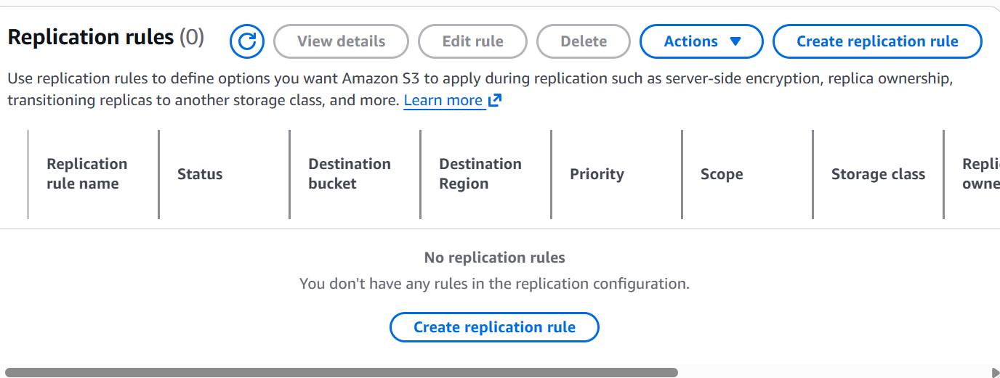 Replication rules (0)
View details
Edit rule
Delete
Actions
Create replication rule
Use replication rules to define options you want Amazon S3 to apply during replication such as server-side encryption, replica ownership,
transitioning replicas to another storage class, and more. Learn more
Replication
rule name
Status
Destination
bucket
Destination
Region
Priority
Scope
Storage class
Repli
owne
No replication rules
You don't have any rules in the replication configuration.
Create replication rule